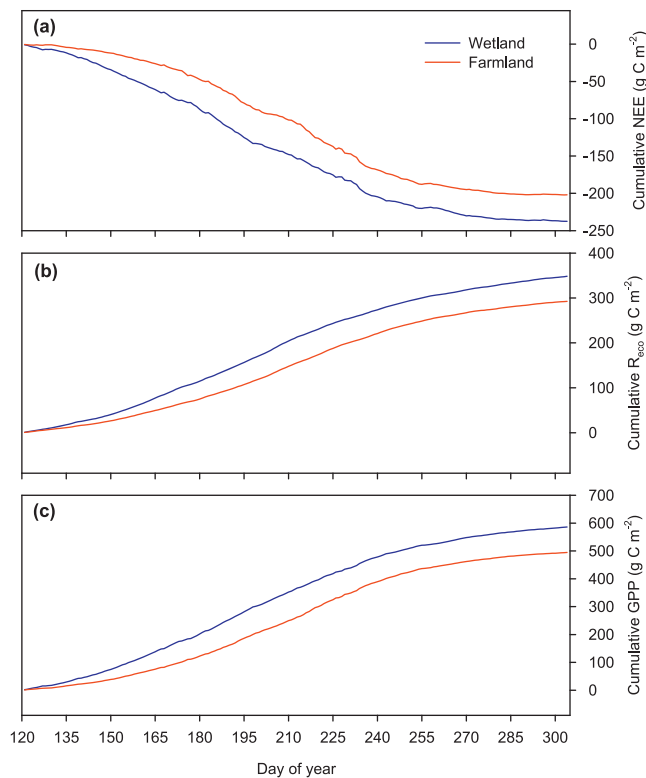 (a)
Wetland
Farmland
0
-50
-100
-150
-200
-250
Cumulative NEE (g C m-2)
(b)
400
300
200
100
0
Cumulative Reco (g C m-2)
(c)
700
600
500
400
300
200
100
0
Cumulative GPP (g C m-2)
120 135 150 165 180 195 210 225 240 255 270 285 300
Day of year